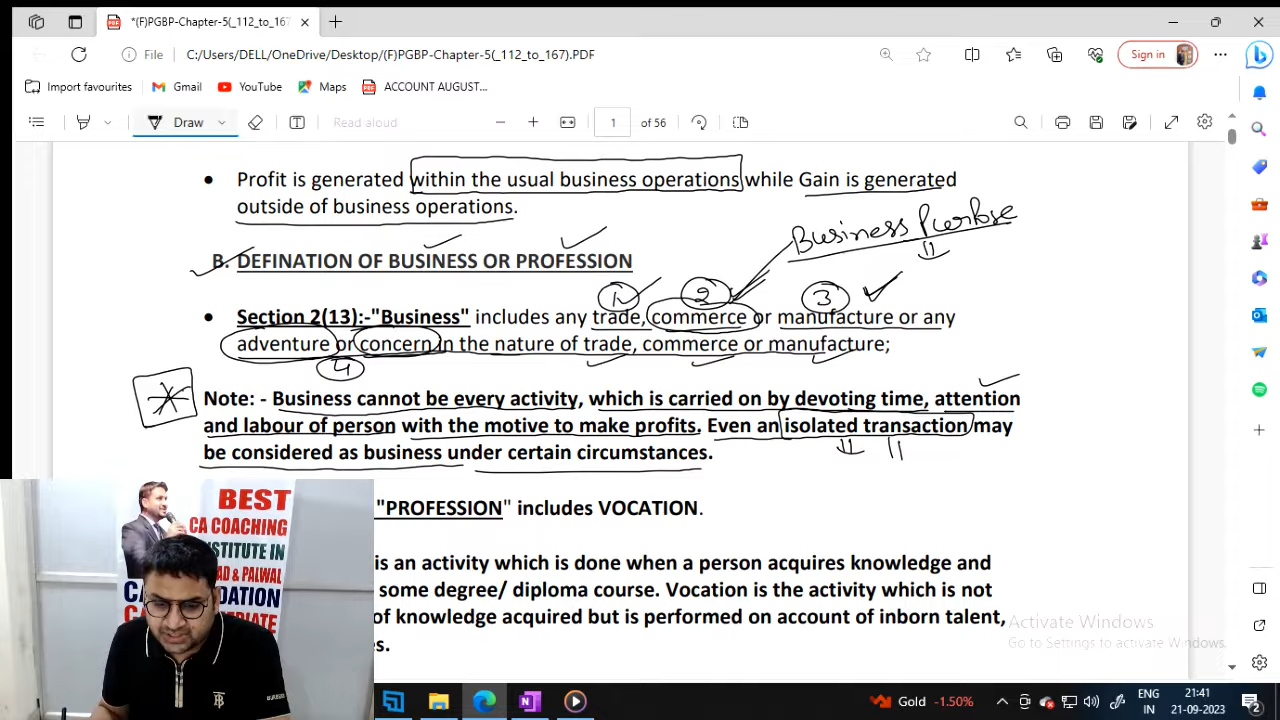 *(F)PGBP-Chapter-5(_112_to_167).
File C:/Users/DELL/OneDrive/Desktop/(F)PGBP-Chapter-5(_112_to_167).PDF
Sign in
Import favourites Gmail YouTube Maps ACCOUNT AUGUST...
Draw Read aloud 1 of 56
• Profit is generated within the usual business operations while Gain is generated
outside of business operations.
Business Purpose
B. DEFINATION OF BUSINESS OR PROFESSION
1 2 3
• Section 2(13):-"Business" includes any trade, commerce or manufacture or any
adventure or concern in the nature of trade, commerce or manufacture;
4
Note: - Business cannot be every activity, which is carried on by devoting time, attention
and labour of person with the motive to make profits. Even an isolated transaction may
be considered as business under certain circumstances.
BEST
CA COACHING
INSTITUTE IN
AD & PALWAL
"PROFESSION" includes VOCATION.
is an activity which is done when a person acquires knowledge and
some degree/ diploma course. Vocation is the activity which is not
of knowledge acquired but is performed on account of inborn talent,
es.
Activate Windows
Go to Settings to activate Windows.
Gold -1.50%
ENG
IN
21:41
21-09-2023
2